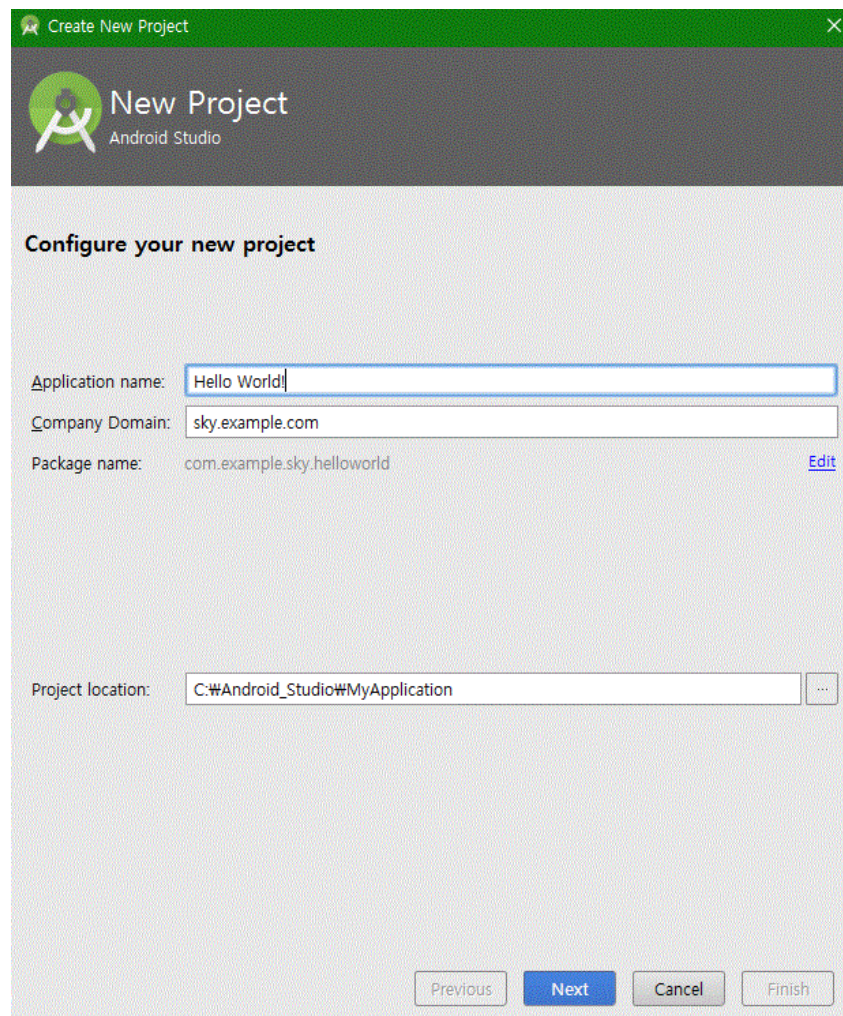 Create New Project
New Project
Android Studio
Configure your new project
Application name: Hello World!
Company Domain: sky.example.com
Package name: com.example.sky.helloworld Edit
Project location: C:₩Android_Studio₩MyApplication ...
Previous Next Cancel Finish